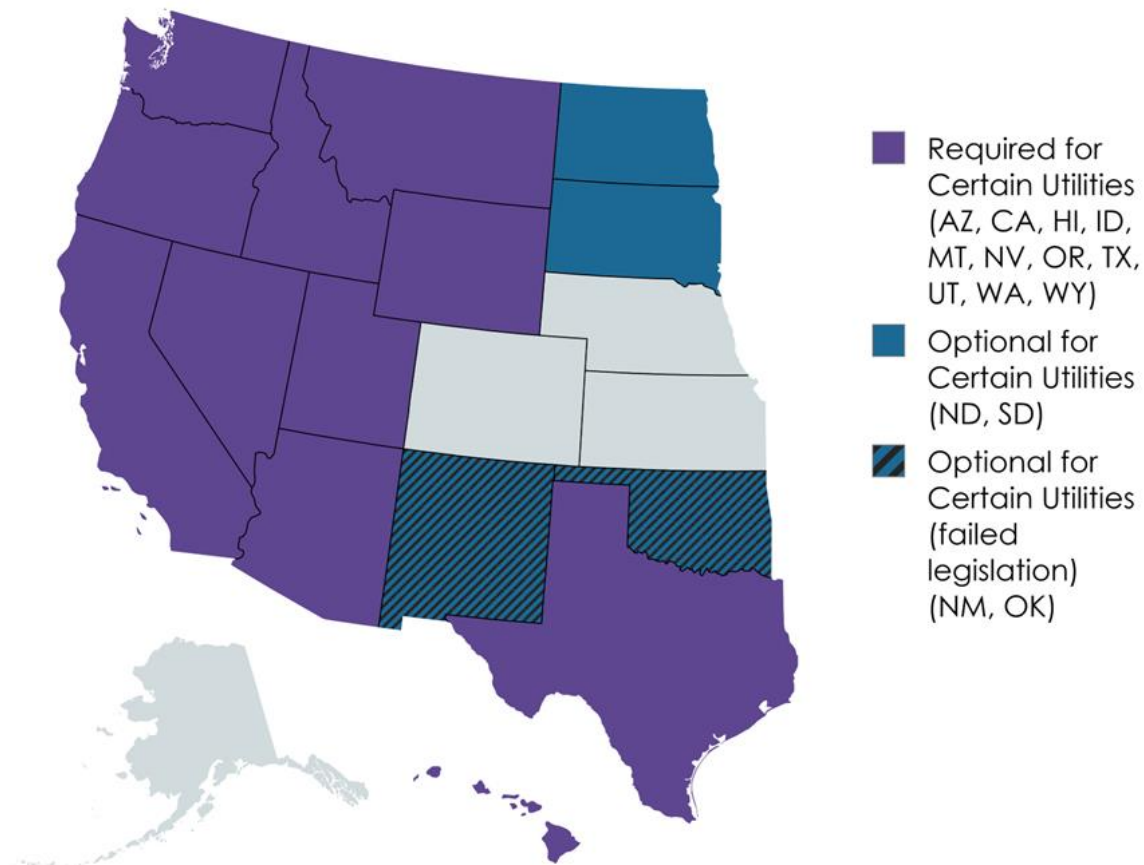 Required for
Certain Utilities
(AZ, CA, HI, ID,
MT, NV, OR, TX,
UT, WA, WY)
Optional for
Certain Utilities
(ND, SD)
Optional for
Certain Utilities
(failed
legislation)
(NM, OK)